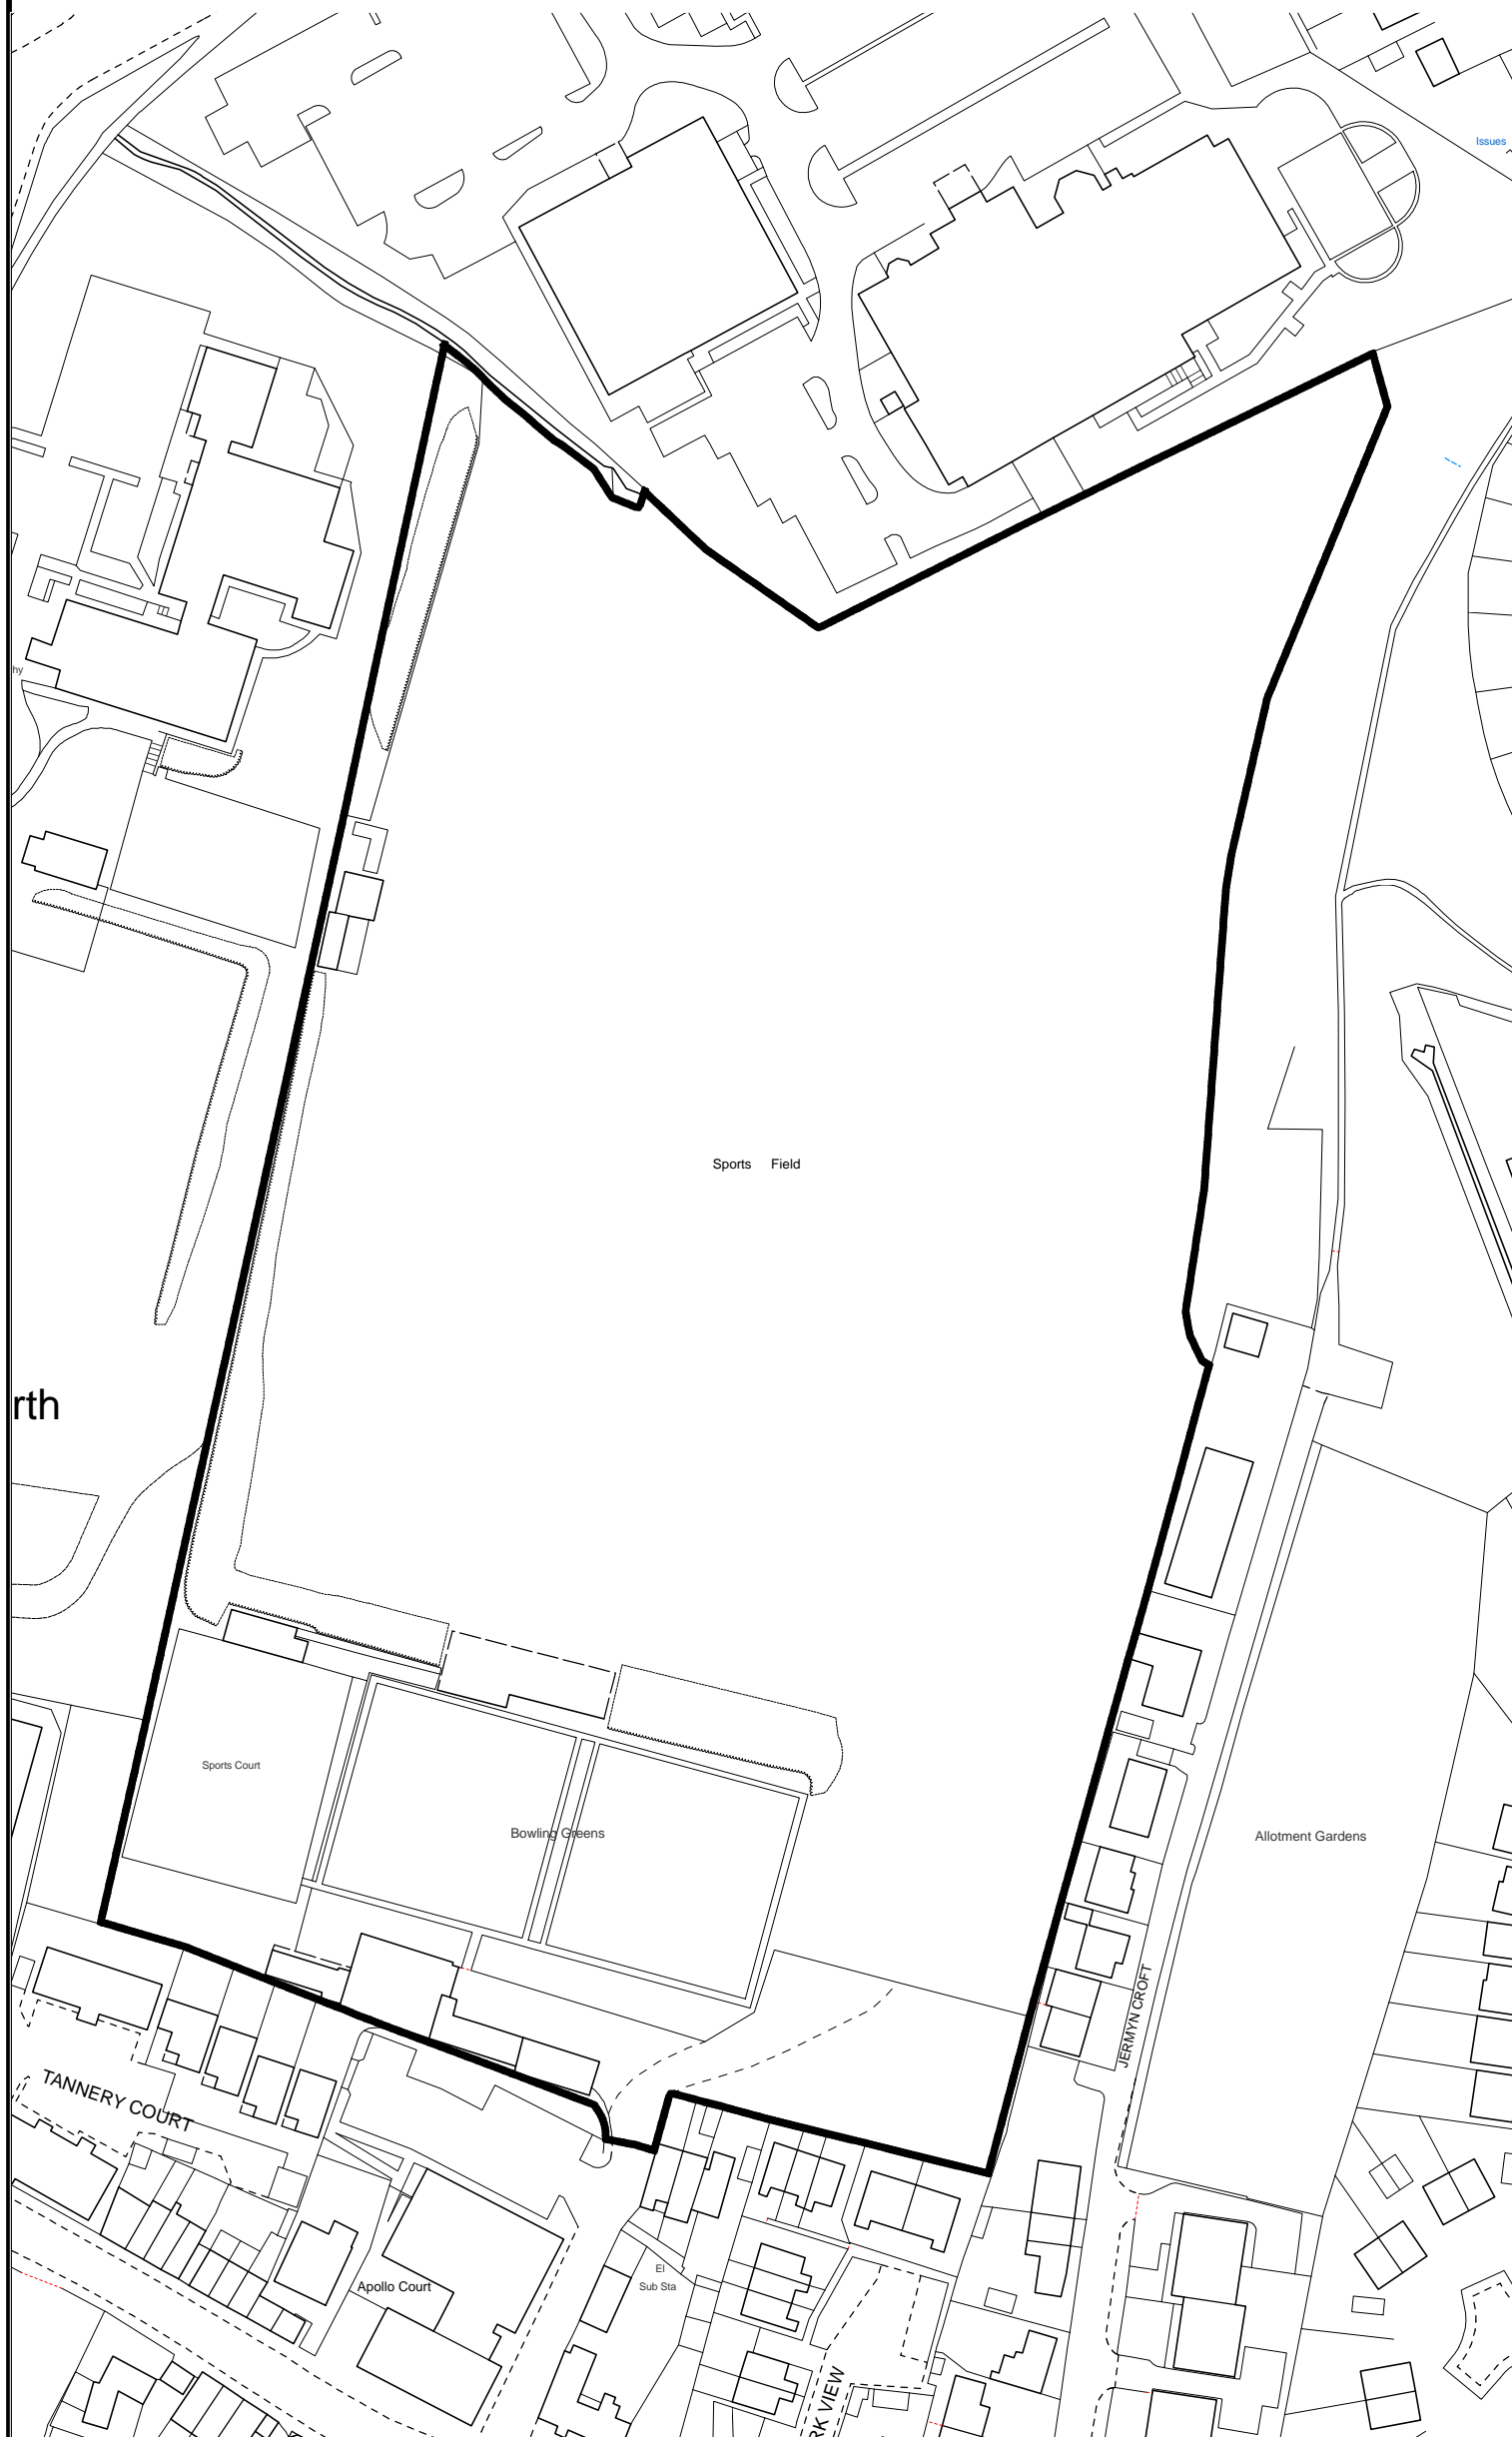 Issues
hy
Sports Field
rth
Sports Court
Bowling Greens
Allotment Gardens
JERMYN CROFT
TANNERY COURT
El
Sub Sta
Apollo Court
RK VIEW